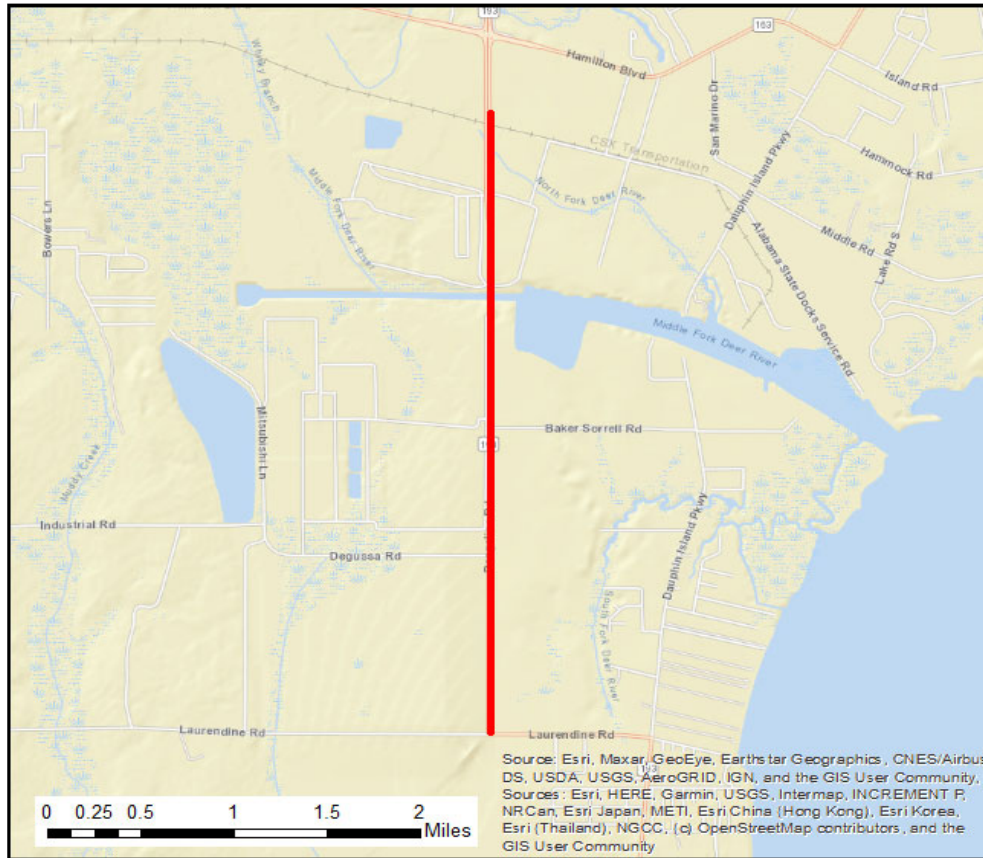 193
163
Hamilton Blvd
Island Rd
Whisky Branch
San Marino Dr
CSX Transportation
Hammock Rd
Dauphin Island Pkwy
Middle Fork Deer River
North Fork Deer River
Bowers Ln
Middle Rd
Lake Rd S
Alabama State Docks Service Rd
Middle Fork Deer River
Baker Sorrell Rd
Mitsubishi Ln
Muddy Creek
Industrial Rd
Degussa Rd
Dauphin Island Pkwy
South Fork Deer River
Laurendine Rd
Laurendine Rd
193
Source: Esri, Maxar, GeoEye, Earthstar Geographics, CNES/Airbus
DS, USDA, USGS, AeroGRID, IGN, and the GIS User Community,
Sources: Esri, HERE, Garmin, USGS, Intermap, INCREMENT P,
NRCan, Esri Japan, METI, Esri China (Hong Kong), Esri Korea,
Esri (Thailand), NGCC, (c) OpenStreetMap contributors, and the
GIS User Community
0 0.25 0.5 1 1.5 2
Miles